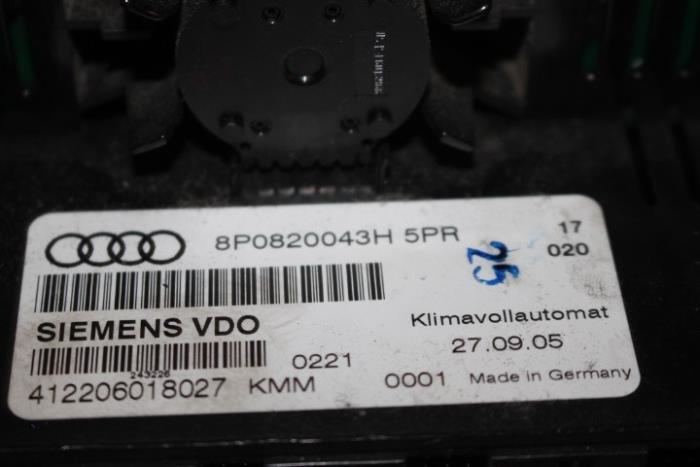 8P0820043H 5PR
17
020
25
SIEMENS VDO
Klimavollautomat
243226
0221
27.09.05
412206018027 KMM
0001 Made in Germany